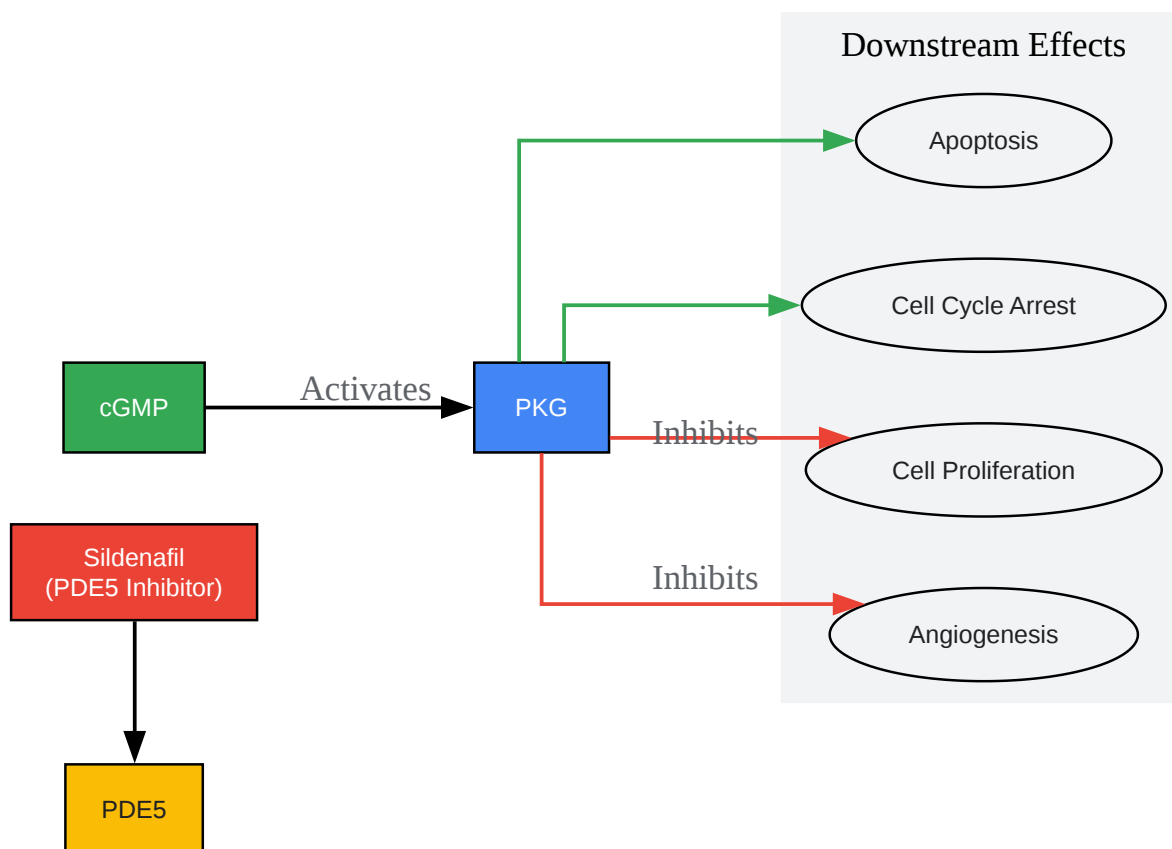 Downstream Effects
Apoptosis
Cell Cycle Arrest
cGMP
Activates
PKG
Inhibits
Cell Proliferation
Sildenafil
(PDE5 Inhibitor)
Inhibits
Angiogenesis
PDE5